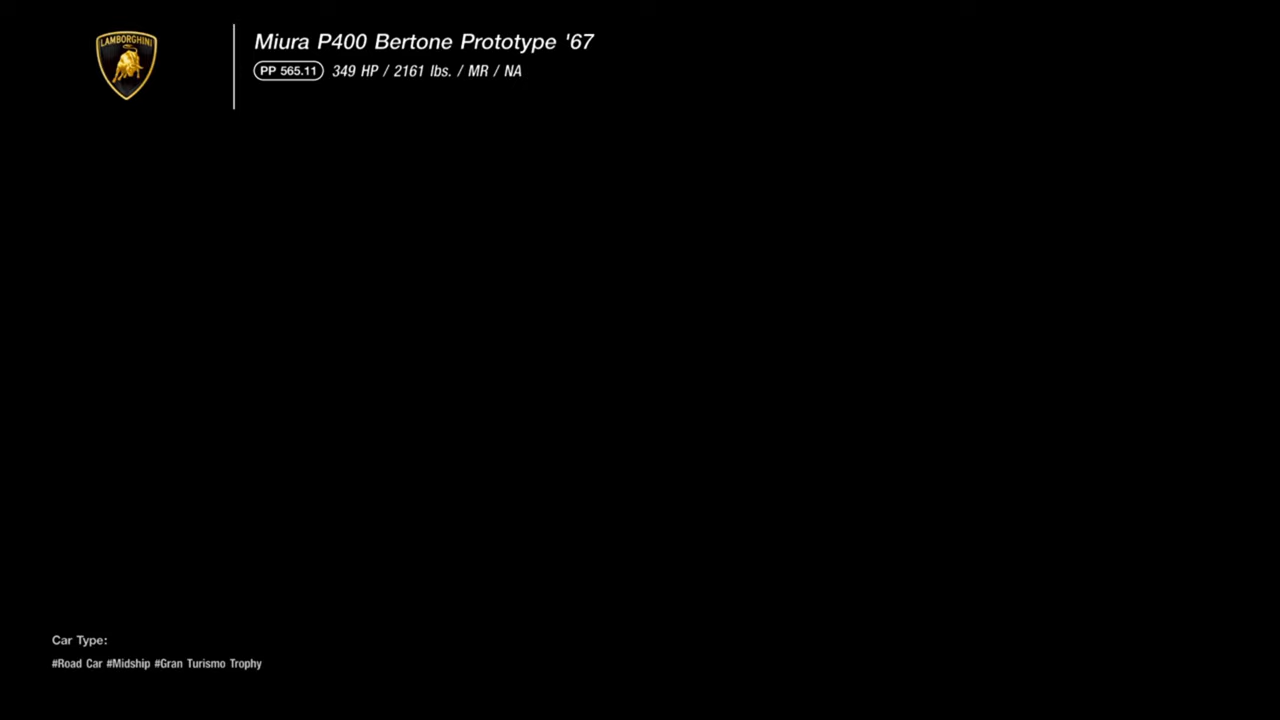 LAMBORGHINI
Miura P400 Bertone Prototype '67
PP 565.11 349 HP / 2161 lbs. / MR / NA
Car Type:
#Road Car #Midship #Gran Turismo Trophy